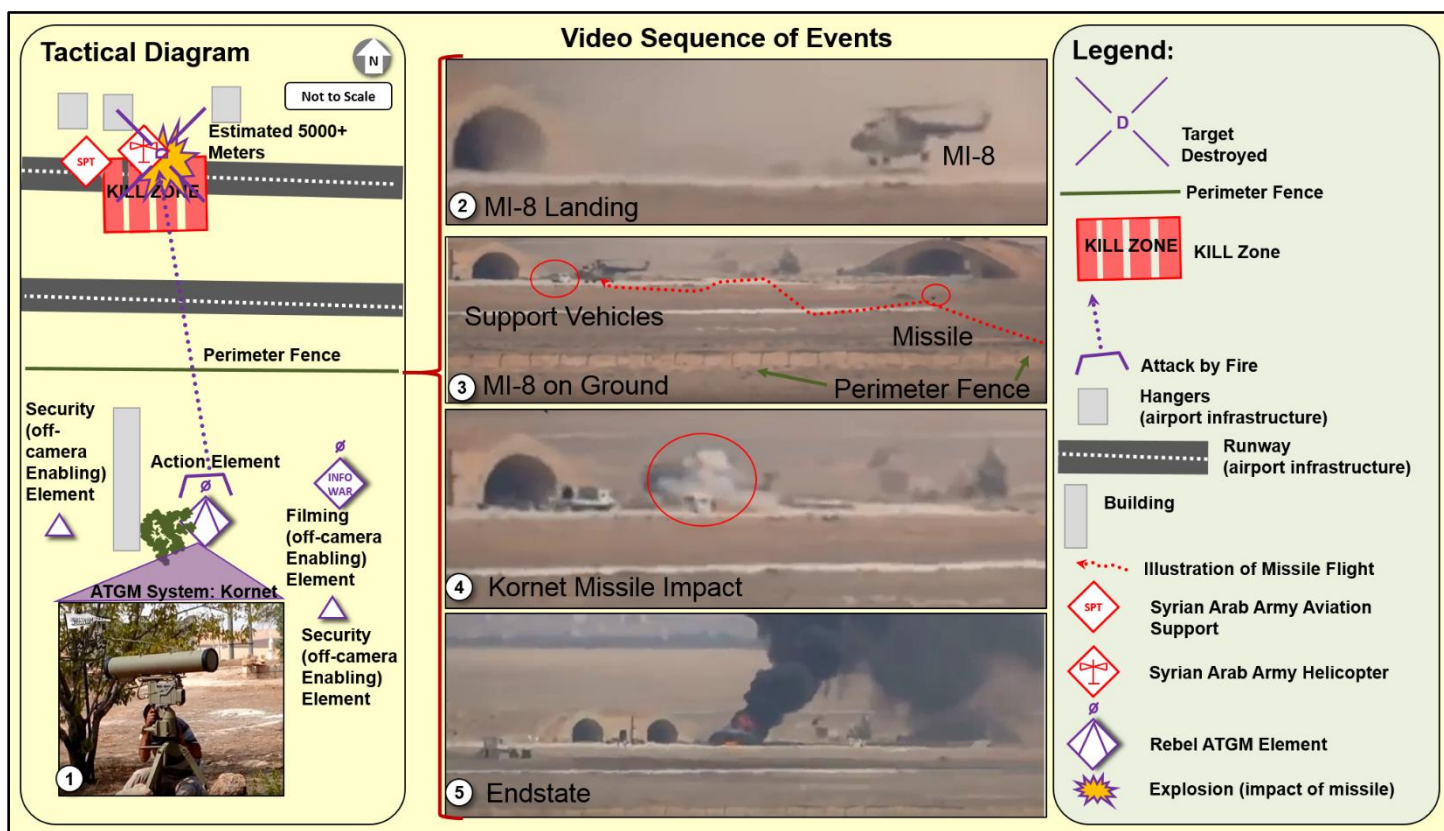 Tactical Diagram
N
Not to Scale
Estimated 5000+
Meters
SPT
KILL ZONE
Perimeter Fence
Security
(off-
camera
Enabling)
Element
Action Element
INFO
WAR
Filming
(off-camera
Enabling)
Element
ATGM System: Kornet
Security
(off-camera
Enabling)
Element
1
Video Sequence of Events
MI-8
2 MI-8 Landing
Support Vehicles
Missile
3 MI-8 on Ground
Perimeter Fence
4 Kornet Missile Impact
5 Endstate
Legend:
D
Target
Destroyed
Perimeter Fence
KILL ZONE
KILL Zone
Attack by Fire
Hangers
(airport infrastructure)
Runway
(airport infrastructure)
Building
Illustration of Missile Flight
SPT
Syrian Arab Army Aviation
Support
Syrian Arab Army Helicopter
Rebel ATGM Element
Explosion (impact of missile)